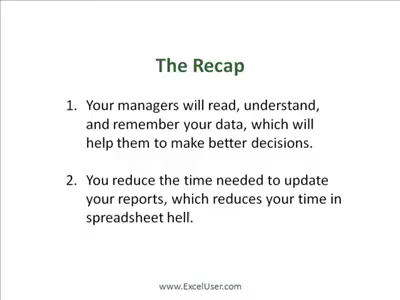 The Recap
1. Your managers will read, understand,
and remember your data, which will
help them to make better decisions.
2. You reduce the time needed to update
your reports, which reduces your time in
spreadsheet hell.
www.ExcelUser.com